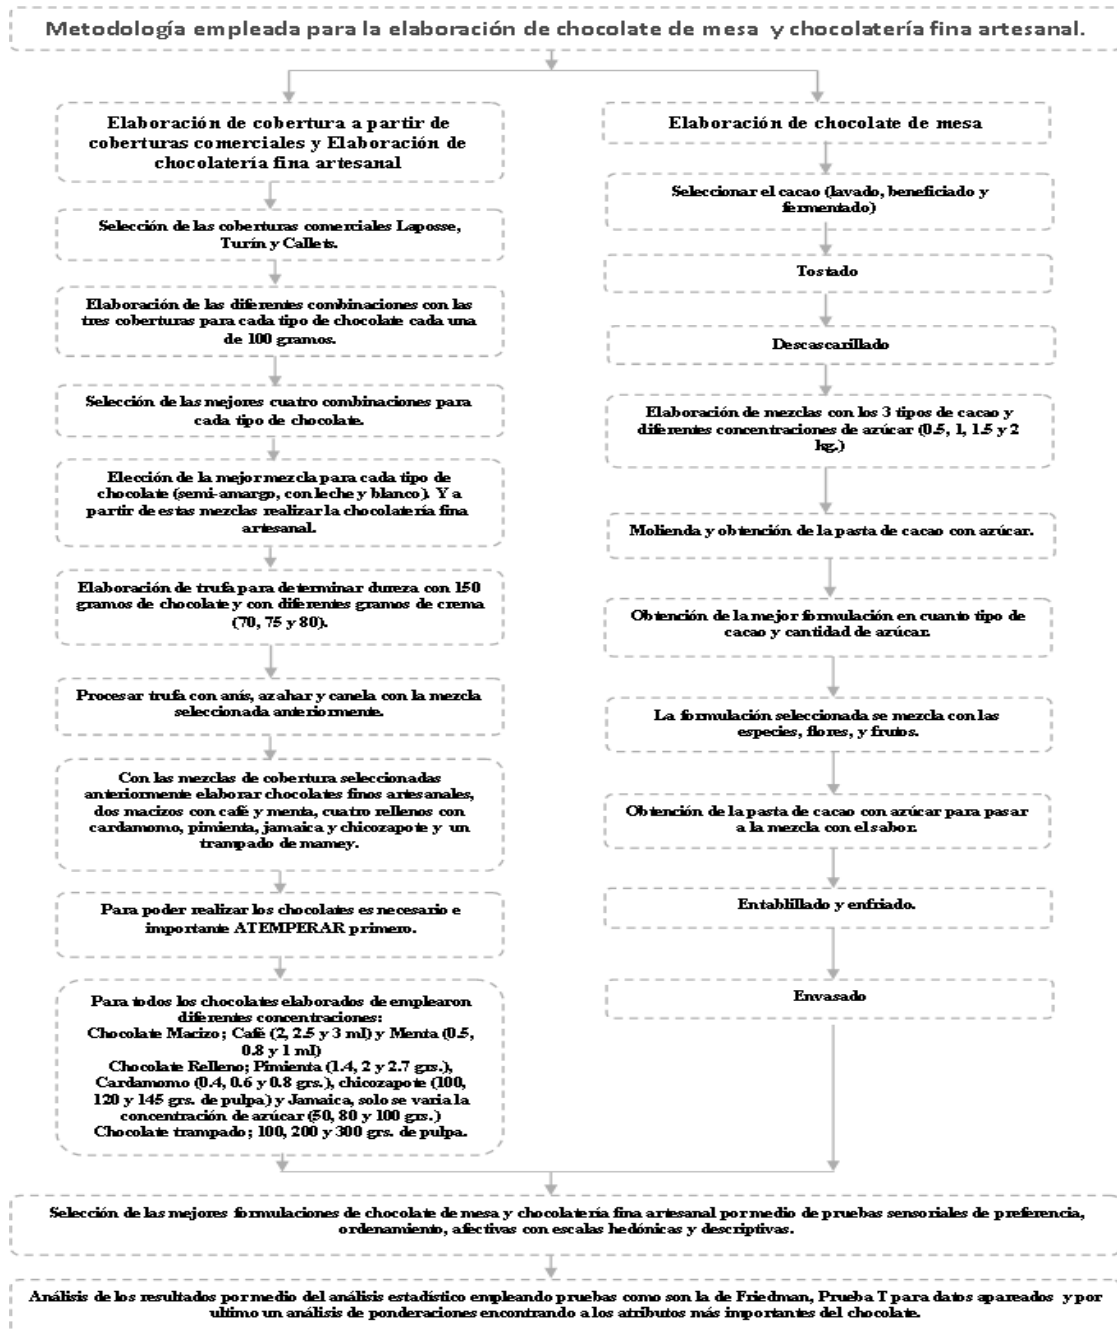 Metodología empleada para la elaboración de chocolate de mesa y chocolatería fina artesanal.
Elaboración de cobertura a partir de
coberturas comerciales y Elaboración de
chocolatería fina artesanal
Selección de las coberturas comerciales Laposse,
Turín y Callets.
Elaboración de las diferentes combinaciones con las
tres coberturas para cada tipo de chocolate cada una
de 100 gramos.
Selección de las mejores cuatro combinaciones para
cada tipo de chocolate.
Elección de la mejor mezcla para cada tipo de
chocolate (semi-amargo, con leche y blanco). Y a
partir de estas mezclas realizar la chocolatería fina
artesanal.
Elaboración de trufa para determinar dureza con 150
gramos de chocolate y con diferentes gramos de crema
(70, 75 y 80).
Procesar trufa con anís, azahar y canela con la mezcla
seleccionada anteriormente.
Con las mezclas de cobertura seleccionadas
anteriormente elaborar chocolates finos artesanales,
dos macizos con café y menta, cuatro rellenos con
cardamomo, pimienta, jamaica y chicozapote y un
trampado de mamey.
Para poder realizar los chocolates es necesario e
importante ATEMPERAR primero.
Para todos los chocolates elaborados de emplearon
diferentes concentraciones:
Chocolate Macizo; Café (2, 2.5 y 3 ml) y Menta (0.5,
0.8 y 1 ml)
Chocolate Relleno; Pimienta (1.4, 2 y 2.7 grs.),
Cardamomo (0.4, 0.6 y 0.8 grs.), chicozapote (100,
120 y 145 grs. de pulpa) y Jamaica, solo se varia la
concentración de azúcar (50, 80 y 100 grs.)
Chocolate trampado; 100, 200 y 300 grs. de pulpa.
Elaboración de chocolate de mesa
Seleccionar el cacao (lavado, beneficiado y
fermentado)
Tostado
Descascarillado
Elaboración de mezclas con los 3 tipos de cacao y
diferentes concentraciones de azúcar (0.5, 1, 1.5 y 2
kg.)
Molienda y obtención de la pasta de cacao con azúcar.
Obtención de la mejor formulación en cuanto tipo de
cacao y cantidad de azúcar.
La formulación seleccionada se mezcla con las
especies, flores, y frutos.
Obtención de la pasta de cacao con azúcar para pasar
a la mezcla con el sabor.
Entablillado y enfriado.
Envasado
Selección de las mejores formulaciones de chocolate de mesa y chocolatería fina artesanal por medio de pruebas sensoriales de preferencia,
ordenamiento, afectivas con escalas hedónicas y descriptivas.
Análisis de los resultados por medio del análisis estadístico empleando pruebas como son la de Friedman, Prueba T para datos apareados y por
ultimo un análisis de ponderaciones encontrando a los atributos más importantes del chocolate.